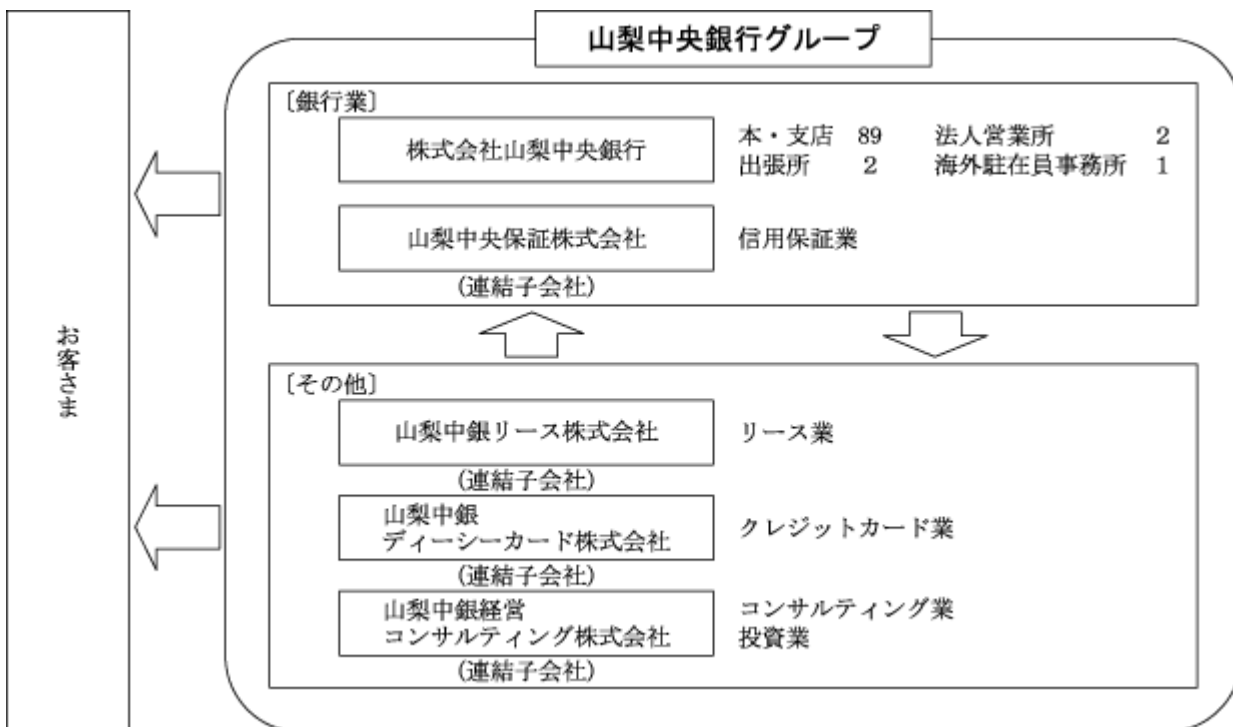 山梨中央銀行グループ
〔銀行業〕
株式会社山梨中央銀行
本・支店 89 法人営業所 2
出張所 2 海外駐在員事務所 1
山梨中央保証株式会社
信用保証業
(連結子会社)
お客さま
〔その他〕
山梨中銀リース株式会社
リース業
(連結子会社)
山梨中銀
ディーシーカード株式会社
クレジットカード業
(連結子会社)
山梨中銀経営
コンサルティング株式会社
コンサルティング業
投資業
(連結子会社)